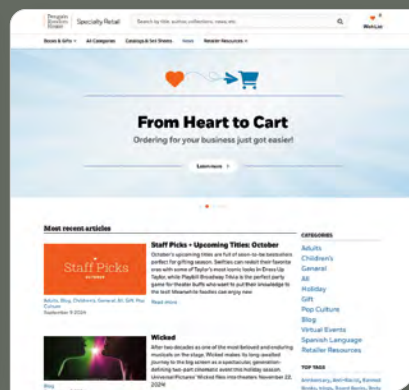 Penguin
Random
House
Specialty Retail
Search by title, author, collections, news, etc.
0
Wish List
Books & Gifts
All Categories
Catalogs & Sell Sheets
News
Retailer Resources
From Heart to Cart
Ordering for your business just got easier!
Learn more >
Most recent articles
Staff Picks
OCTOBER
Adults, Blog, Children's, General, All, Gift, Pop
Culture
September 9 2024
Staff Picks + Upcoming Titles: October
October's upcoming titles are full of soon-to-be bestsellers
perfect for gifting season. Swifties can redact their favorite
eras with some of Taylor's most iconic looks in Dress Up
Taylor, while Playbill Broadway Trivia is the perfect party
game for theater buffs who want to put their knowledge to
the test! Meanwhile foodies can enjoy new
Read more
Blog
Wicked
After two decades as one of the most beloved and enduring
musicals on the stage, Wicked makes its long-awaited
journey to the big screen as a spectacular, generation-
defining two-part cinematic event this holiday season.
Universal Pictures' Wicked flies into theaters November 22,
2024
CATEGORIES
Adults
Children's
General
All
Holiday
Gift
Pop Culture
Blog
Virtual Events
Spanish Language
Retailer Resources
TOP TAGS
Anniversary, Anti-Racist, Banned